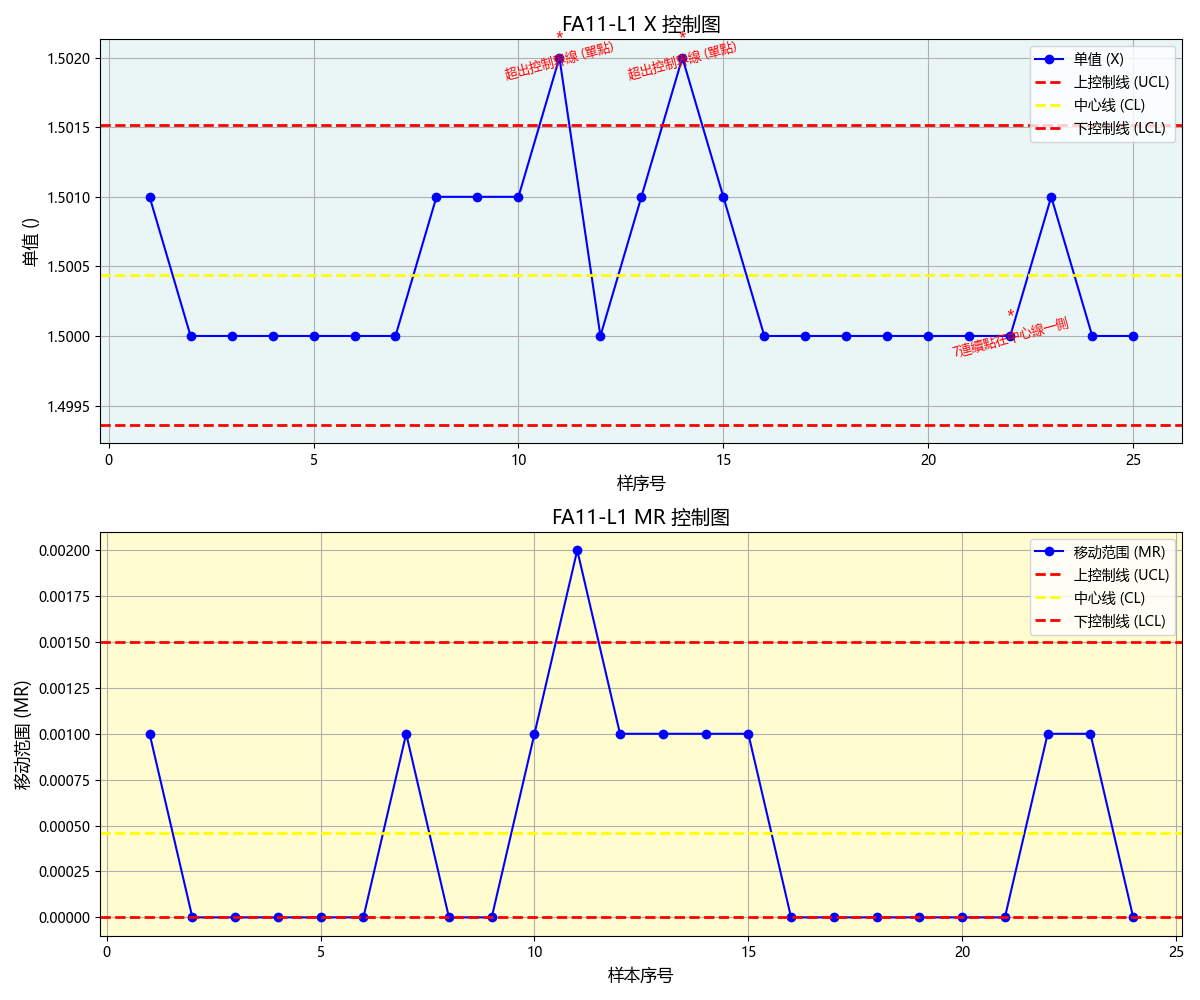 FA11-L1 X 控制图
*
*
超出控制界線 (單點)
超出控制界線 (單點)
单值 (X)
上控制线 (UCL)
中心线 (CL)
下控制线 (LCL)
1.5020
1.5015
1.5010
1.5005
1.5000
1.4995
单值 ()
*
7連續點在中心線一側
0
5
10
15
20
25
样序号
FA11-L1 MR 控制图
移动范围 (MR)
上控制线 (UCL)
中心线 (CL)
下控制线 (LCL)
0.00200
0.00175
0.00150
0.00125
0.00100
0.00075
0.00050
0.00025
0.00000
移动范围 (MR)
0
5
10
15
20
25
样本序号